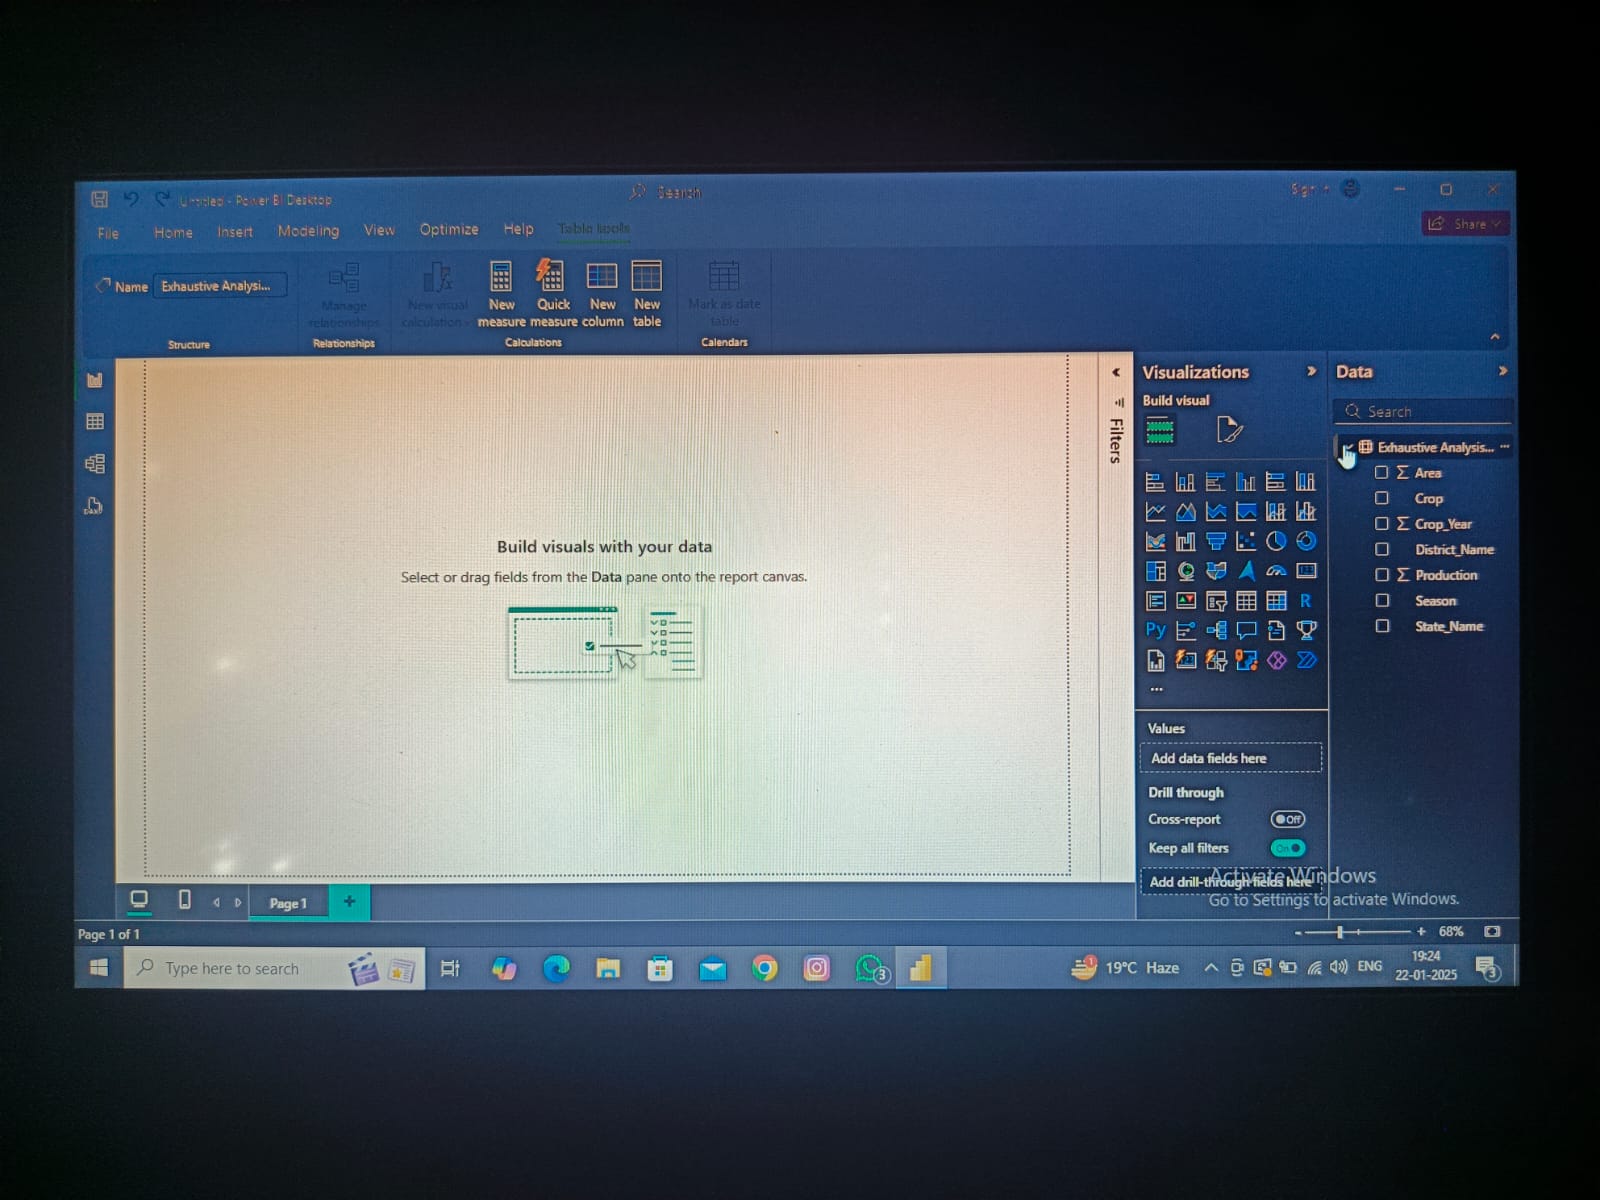 Untitled - Power BI Desktop
Search
Sign in
File Home Insert Modeling View Optimize Help Table tools
Share
Name Exhaustive Analysi...
Manage relationships
New visual calculation
New measure
Quick measure
New column
New table
Mark as date table
Structure
Relationships
Calculations
Calendars
Filters
Build visuals with your data
Select or drag fields from the Data pane onto the report canvas.
Visualizations
Build visual
R
Py
...
Values
Add data fields here
Drill through
Cross-report Off
Keep all filters On
Add drill-through fields here
Data
Search
Exhaustive Analysis... ...
Σ Area
Crop
Σ Crop_Year
District_Name
Σ Production
Season
State_Name
Activate Windows
Go to Settings to activate Windows.
Page 1 +
Page 1 of 1
- + 68%
Type here to search
3
1
19°C Haze
ENG
19:24
22-01-2025
3